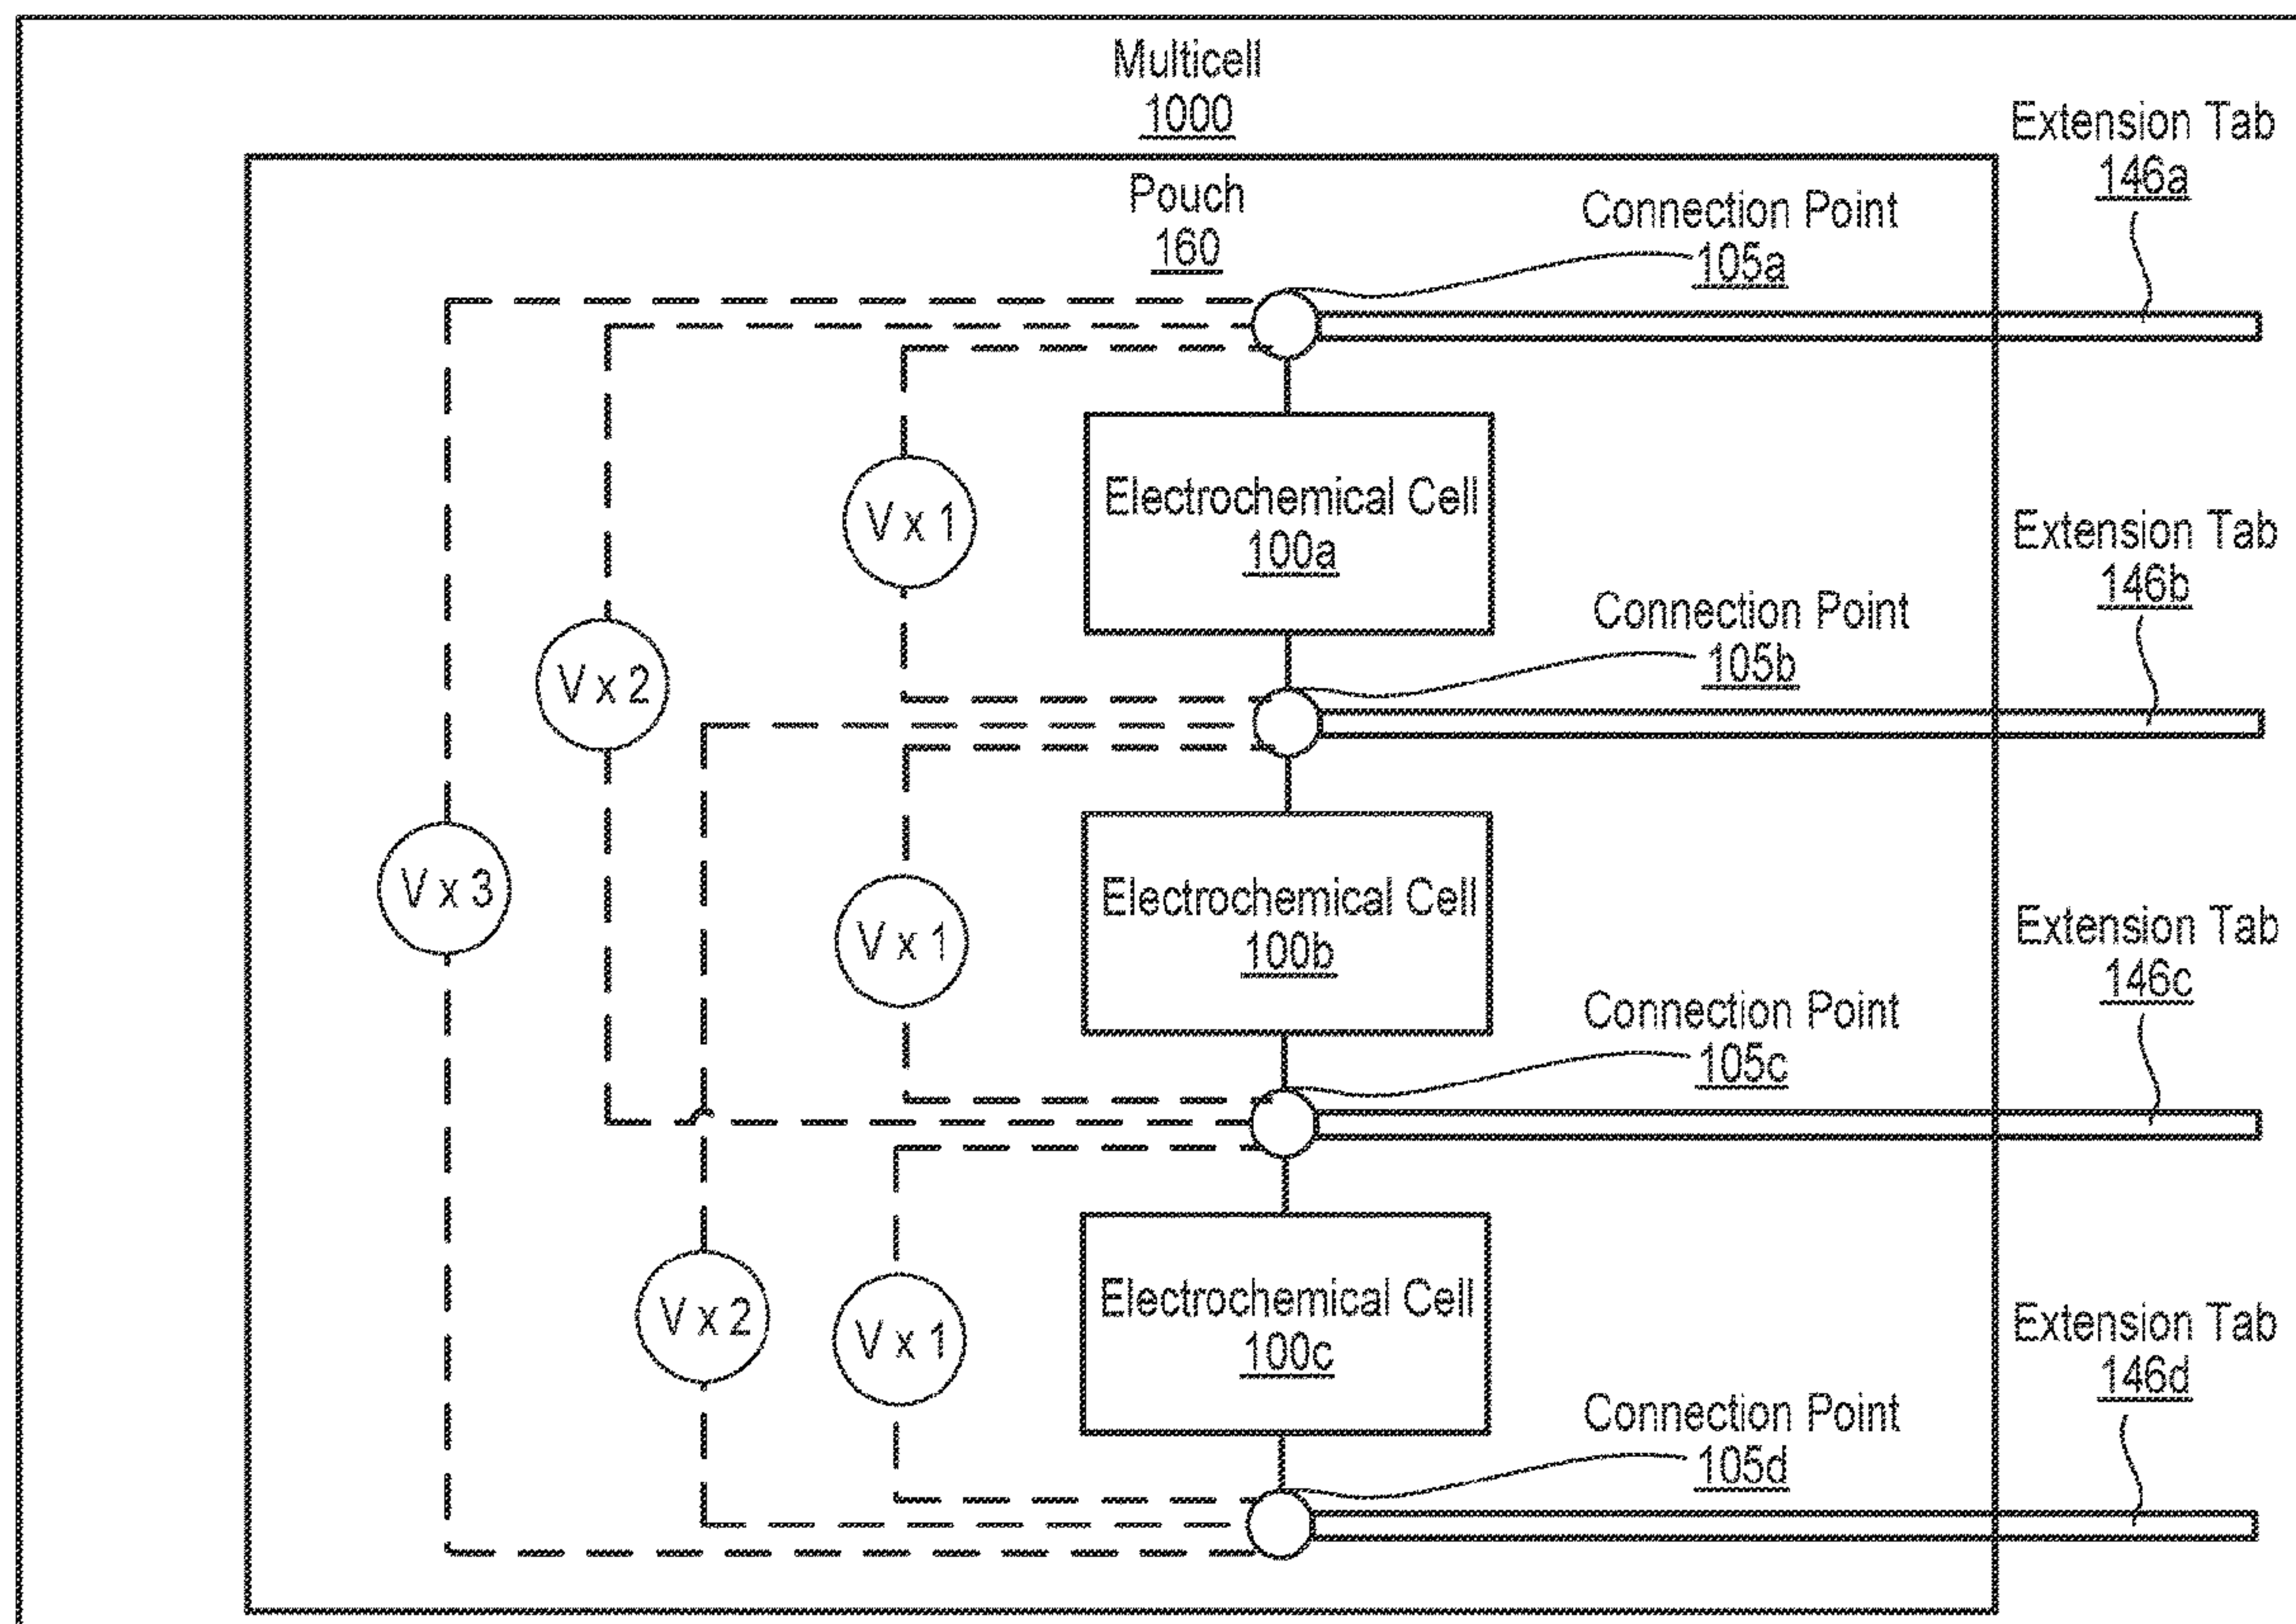 Multicell
1000
Extension Tab
146a
Pouch
160
Connection Point
105a
V x 1
Electrochemical Cell
100a
Extension Tab
146b
Connection Point
105b
V x 2
V x 3
V x 1
Electrochemical Cell
100b
Extension Tab
146c
Connection Point
105c
V x 2
V x 1
Electrochemical Cell
100c
Extension Tab
146d
Connection Point
105d